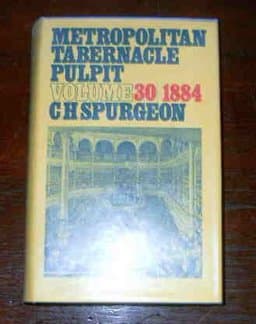 METROPOLITAN
TABERNACLE
PULPIT
VOLUME 30 1884
C H SPURGEON